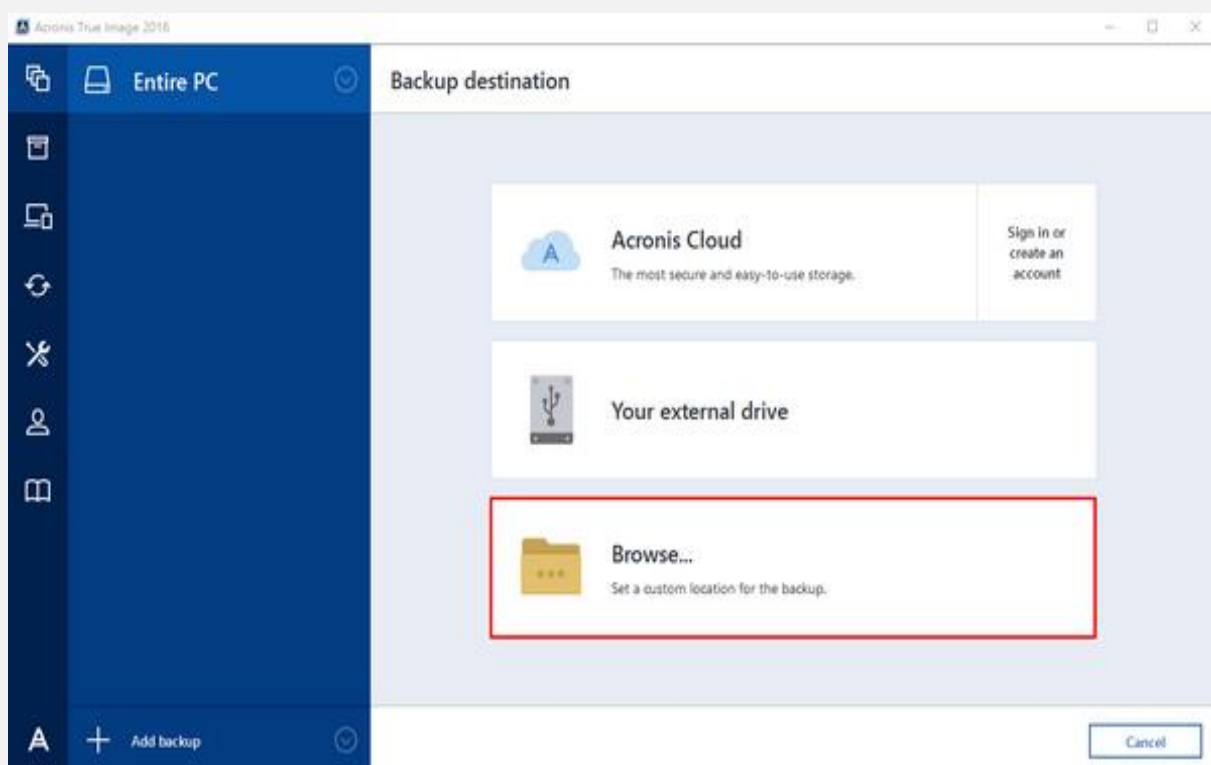 Acronis True Image 2016
Entire PC
Backup destination
Acronis Cloud
The most secure and easy-to-use storage.
Sign in or
create an
account
Your external drive
Browse...
Set a custom location for the backup.
Add backup
Cancel